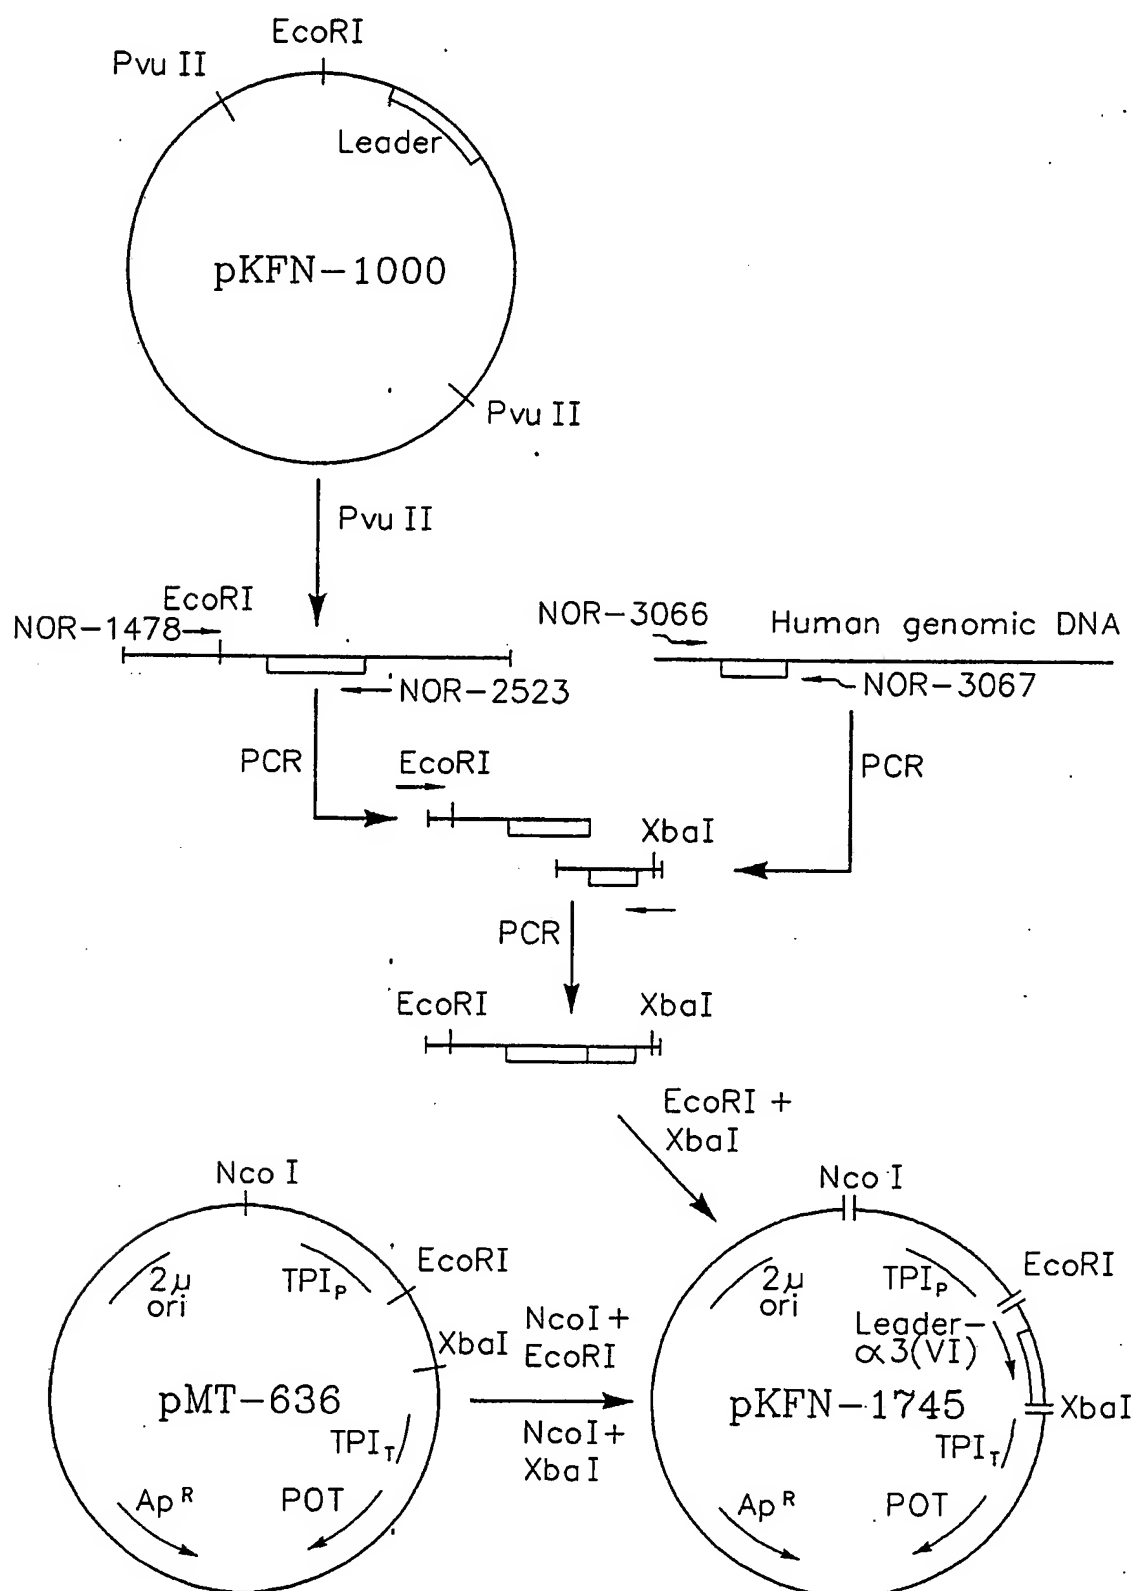 EcoRI
Pvu II
Leader
pKFN-1000
Pvu II
Pvu II
EcoRI
NOR-1478
NOR-2523
NOR-3066
Human genomic DNA
NOR-3067
PCR
EcoRI
PCR
XbaI
PCR
EcoRI
XbaI
EcoRI +
XbaI
Nco I
2μ
ori
TPIP
EcoRI
XbaI
pMT-636
TPIT
ApR
POT
NcoI+
EcoRI
NcoI+
XbaI
Nco I
2μ
ori
TPIP
EcoRI
Leader-
α3(VI)
pKFN-1745
XbaI
TPIT
ApR
POT